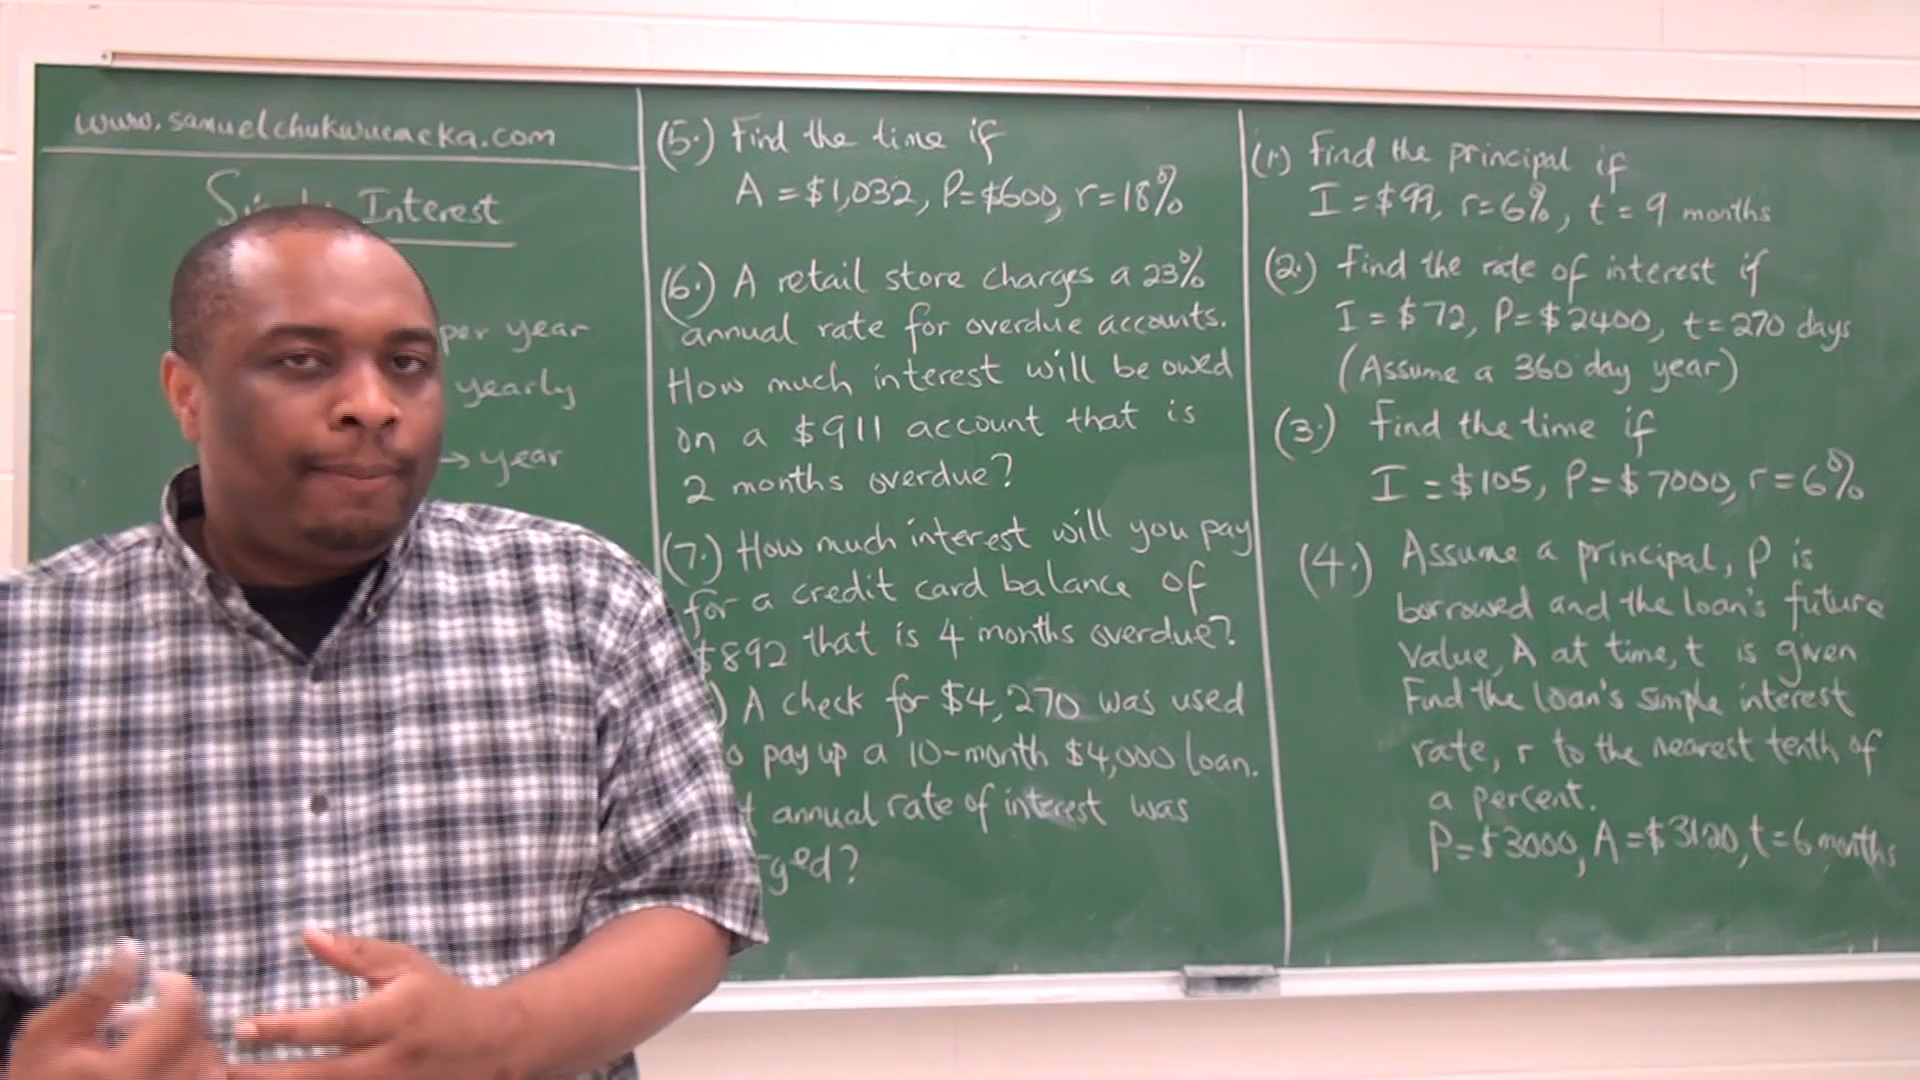 www.samuelchukwuemeka.com
Interest
per year
yearly
→ year
(5.) Find the time if
A = $1,032, P=$600, r=18%
(6.) A retail store charges a 23%
annual rate for overdue accounts.
How much interest will be owed
on a $911 account that is
2 months overdue?
(7.) How much interest will you pay
for a credit card balance of
$892 that is 4 months overdue?
) A check for $4,270 was used
o pay up a 10-month $4,000 loan.
t annual rate of interest was
rged?
(1.) Find the principal if
I = $99, r=6%, t = 9 months
(2.) Find the rate of interest if
I = $72, P=$2400, t=270 days
(Assume a 360 day year)
(3.) Find the time if
I = $105, P=$7000, r=6%
(4.) Assume a principal, P is
borrowed and the loan's future
value, A at time, t is given
Find the loan's simple interest
rate, r to the nearest tenth of
a percent.
P=$3000, A=$3120, t=6 months